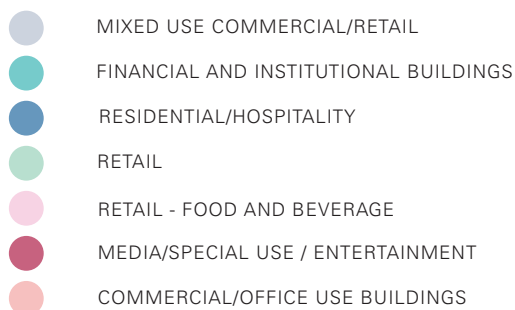 MIXED USE COMMERCIAL/RETAIL
FINANCIAL AND INSTITUTIONAL BUILDINGS
RESIDENTIAL/HOSPITALITY
RETAIL
RETAIL - FOOD AND BEVERAGE
MEDIA/SPECIAL USE / ENTERTAINMENT
COMMERCIAL/OFFICE USE BUILDINGS